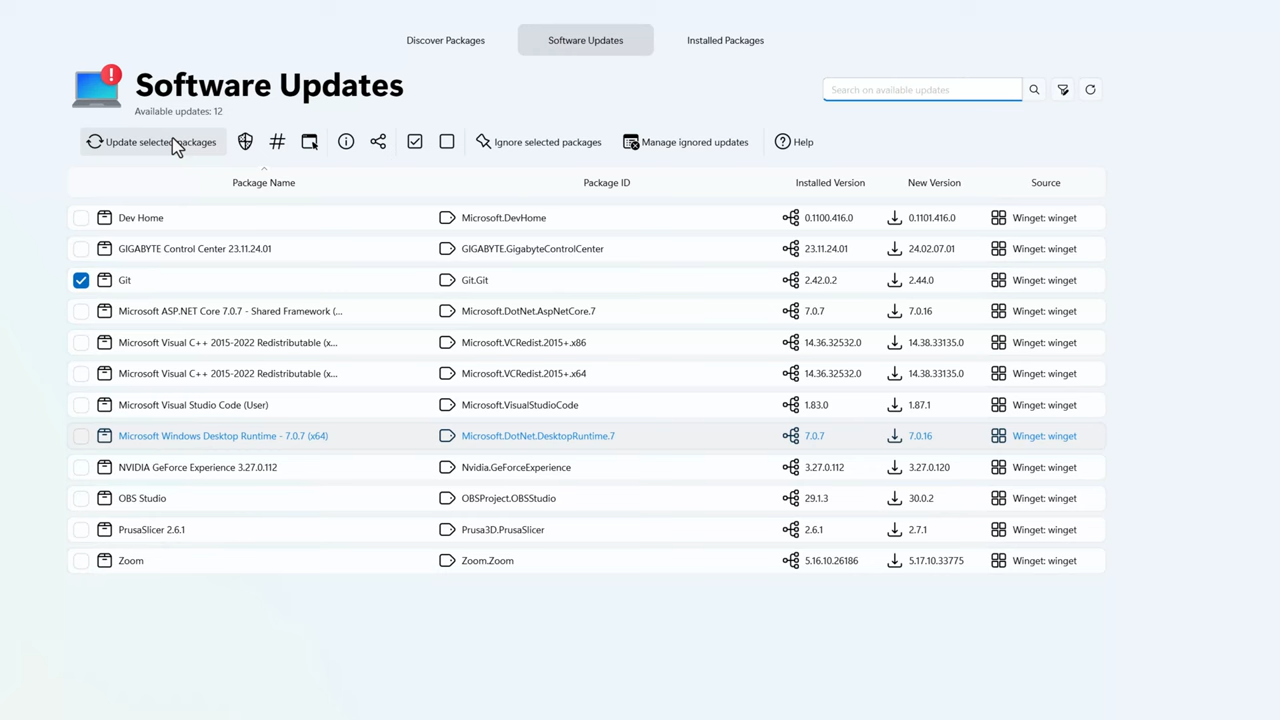 Discover Packages Software Updates Installed Packages
Software Updates
Available updates: 12
Search on available updates
Update selected packages Ignore selected packages Manage ignored updates Help
Package Name Package ID Installed Version New Version Source
Dev Home Microsoft.DevHome 0.1100.416.0 0.1101.416.0 Winget: winget
GIGABYTE Control Center 23.11.24.01 GIGABYTE.GigabyteControlCenter 23.11.24.01 24.02.07.01 Winget: winget
Git Git.Git 2.42.0.2 2.44.0 Winget: winget
Microsoft ASP.NET Core 7.0.7 - Shared Framework (... Microsoft.DotNet.AspNetCore.7 7.0.7 7.0.16 Winget: winget
Microsoft Visual C++ 2015-2022 Redistributable (x... Microsoft.VCRedist.2015+.x86 14.36.32532.0 14.38.33135.0 Winget: winget
Microsoft Visual C++ 2015-2022 Redistributable (x... Microsoft.VCRedist.2015+.x64 14.36.32532.0 14.38.33135.0 Winget: winget
Microsoft Visual Studio Code (User) Microsoft.VisualStudioCode 1.83.0 1.87.1 Winget: winget
Microsoft Windows Desktop Runtime - 7.0.7 (x64) Microsoft.DotNet.DesktopRuntime.7 7.0.7 7.0.16 Winget: winget
NVIDIA GeForce Experience 3.27.0.112 Nvidia.GeForceExperience 3.27.0.112 3.27.0.120 Winget: winget
OBS Studio OBSProject.OBSStudio 29.1.3 30.0.2 Winget: winget
PrusaSlicer 2.6.1 Prusa3D.PrusaSlicer 2.6.1 2.7.1 Winget: winget
Zoom Zoom.Zoom 5.16.10.26186 5.17.10.33775 Winget: winget